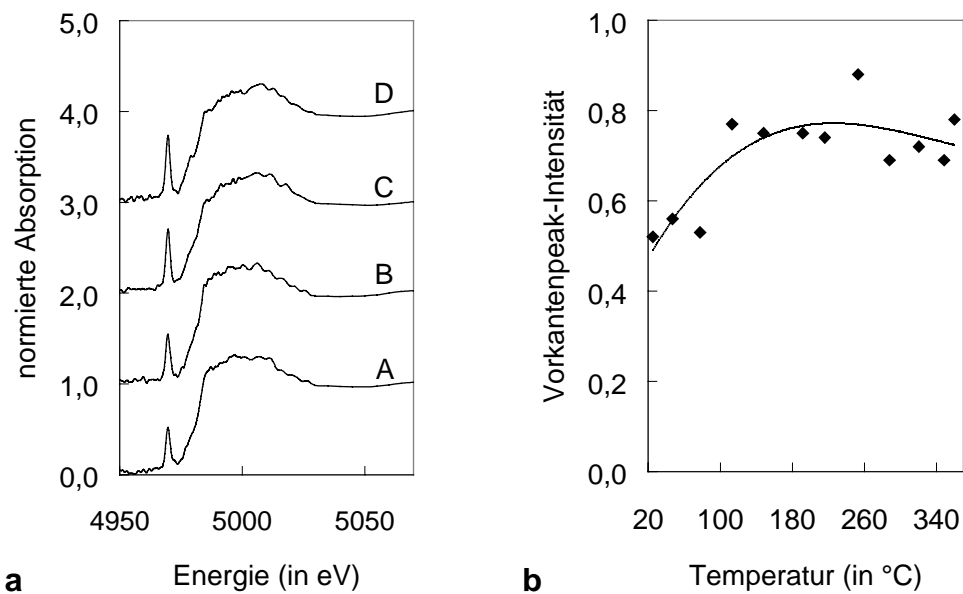 5,0
4,0
3,0
2,0
1,0
0,0
normierte Absorption
D
C
B
A
4950 5000 5050
Energie (in eV)
a
1,0
0,8
0,6
0,4
0,2
0,0
Vorkantenpeak-Intensität
20 100 180 260 340
Temperatur (in °C)
b